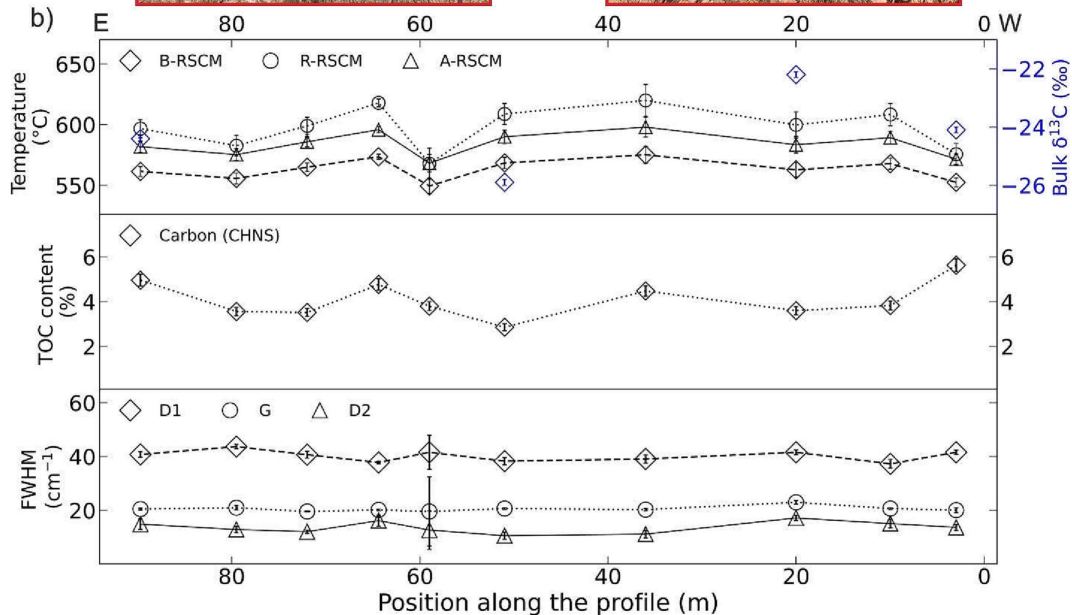 b)
E 80 60 40 20 0 W
B-RSCM R-RSCM A-RSCM
Temperature
(°C)
650
600
550
−22
−24
−26
Bulk δ¹³C (‰)
Carbon (CHNS)
TOC content
(%)
6
4
2
6
4
2
D1 G D2
FWHM
(cm⁻¹)
60
40
20
80 60 40 20 0
Position along the profile (m)